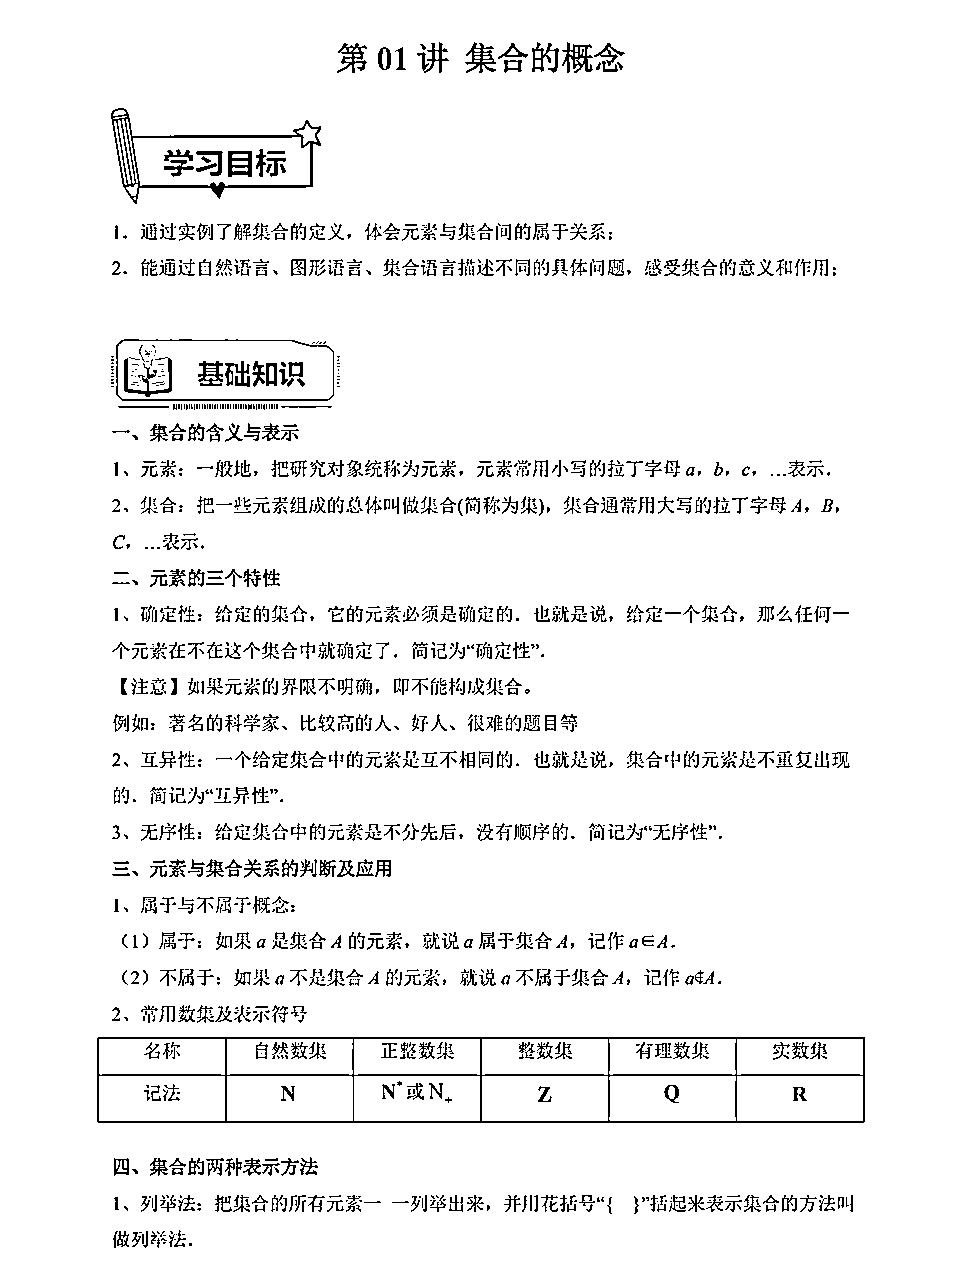 第 01 讲 集合的概念
学习目标
1．通过实例了解集合的定义，体会元素与集合间的属于关系；
2．能通过自然语言、图形语言、集合语言描述不同的具体问题，感受集合的意义和作用；
基础知识
一、集合的含义与表示
1、元素：一般地，把研究对象统称为元素，元素常用小写的拉丁字母 a，b，c，…表示．
2、集合：把一些元素组成的总体叫做集合(简称为集)，集合通常用大写的拉丁字母 A，B，
C，…表示．
二、元素的三个特性
1、确定性：给定的集合，它的元素必须是确定的．也就是说，给定一个集合，那么任何一
个元素在不在这个集合中就确定了．简记为“确定性”．
【注意】如果元素的界限不明确，即不能构成集合。
例如：著名的科学家、比较高的人、好人、很难的题目等
2、互异性：一个给定集合中的元素是互不相同的．也就是说，集合中的元素是不重复出现
的．简记为“互异性”．
3、无序性：给定集合中的元素是不分先后，没有顺序的．简记为“无序性”．
三、元素与集合关系的判断及应用
1、属于与不属于概念：
（1）属于：如果 a 是集合 A 的元素，就说 a 属于集合 A，记作 a∈A．
（2）不属于：如果 a 不是集合 A 的元素，就说 a 不属于集合 A，记作 a∉A．
2、常用数集及表示符号
名称 自然数集 正整数集 整数集 有理数集 实数集
记法 N N*或 N+ Z Q R
四、集合的两种表示方法
1、列举法：把集合的所有元素一 一列举出来，并用花括号“{ }”括起来表示集合的方法叫
做列举法．